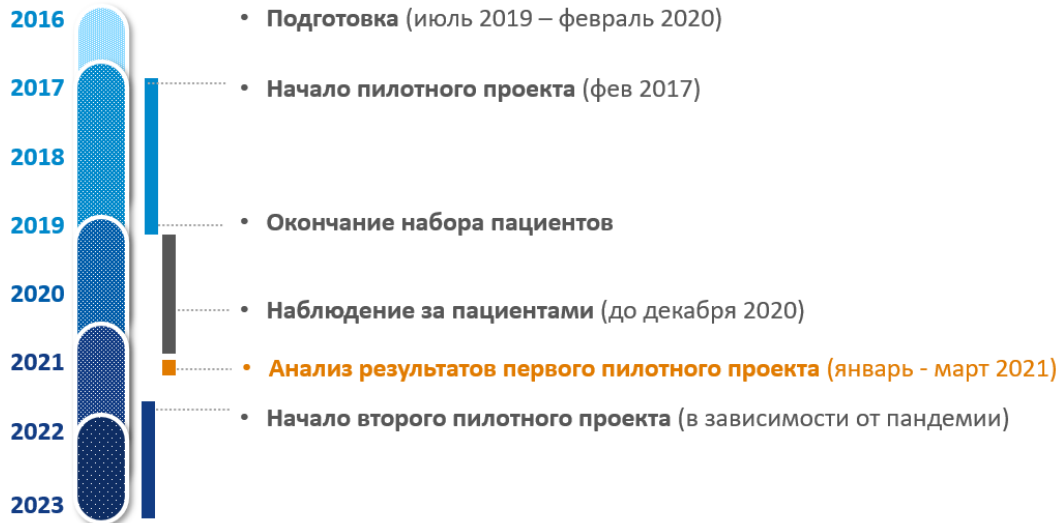 2016
• Подготовка (июль 2019 – февраль 2020)
2017
• Начало пилотного проекта (фев 2017)
2018
2019
• Окончание набора пациентов
2020
• Наблюдение за пациентами (до декабря 2020)
2021
• Анализ результатов первого пилотного проекта (январь - март 2021)
• Начало второго пилотного проекта (в зависимости от пандемии)
2022
2023